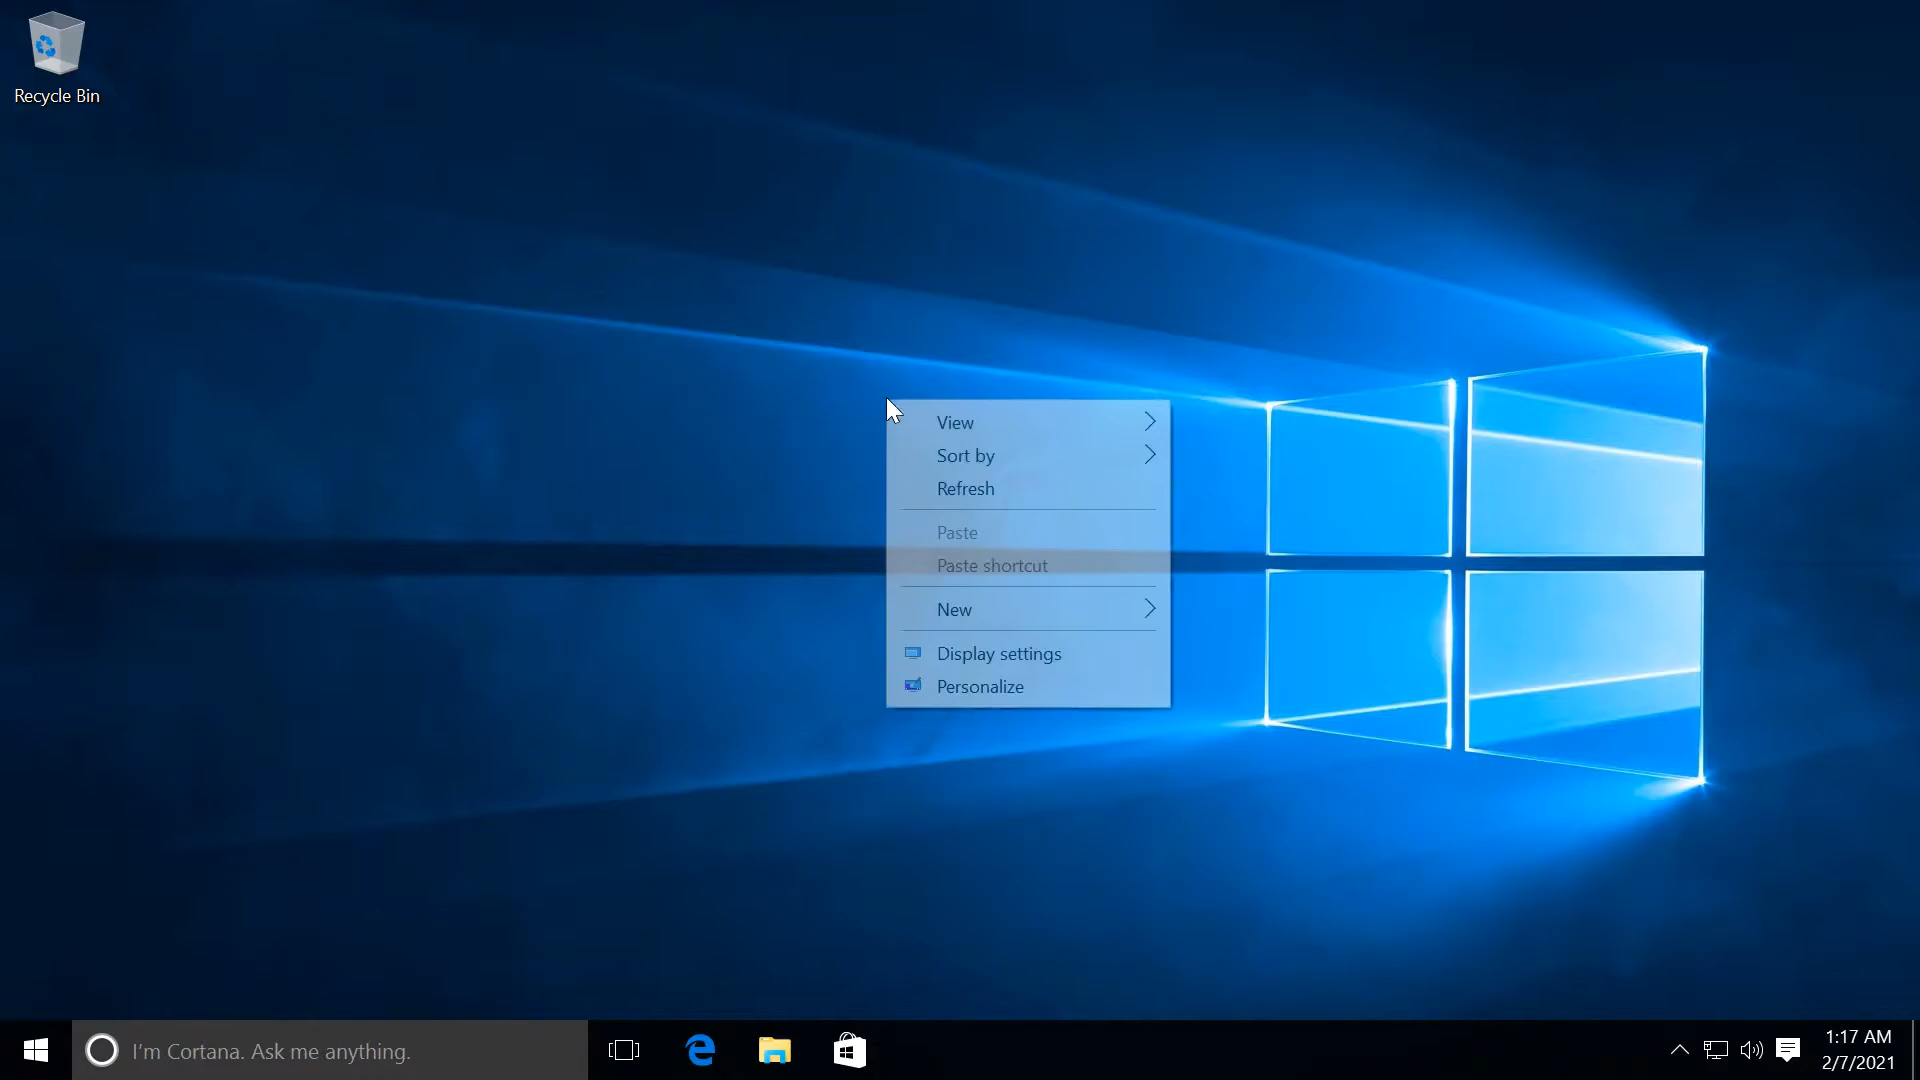 Recycle Bin
View
Sort by
Refresh
Paste
Paste shortcut
New
Display settings
Personalize
I'm Cortana. Ask me anything.
1:17 AM
2/7/2021